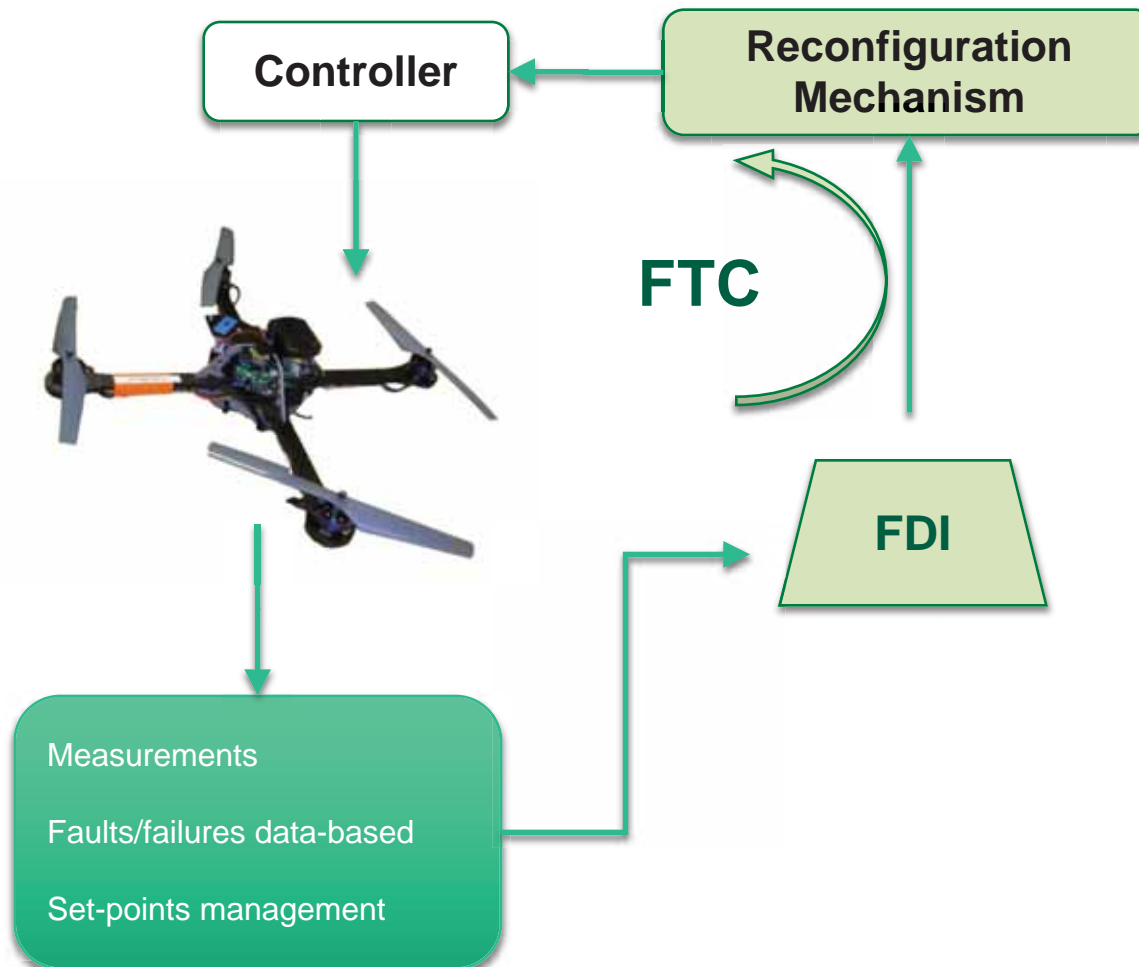 Controller
Reconfiguration
Mechanism
FTC
FDI
Measurements
Faults/failures data-based
Set-points management